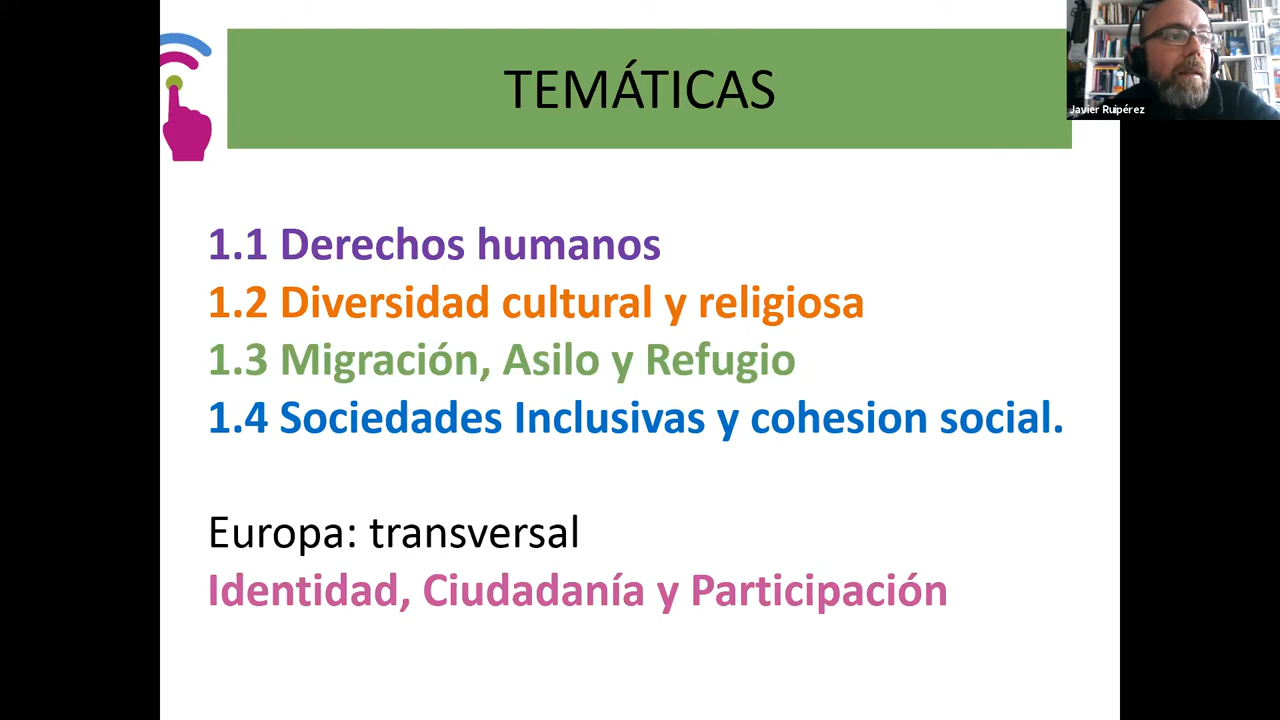 TEMÁTICAS
Javier Ruipérez
1.1 Derechos humanos
1.2 Diversidad cultural y religiosa
1.3 Migración, Asilo y Refugio
1.4 Sociedades Inclusivas y cohesion social.
Europa: transversal
Identidad, Ciudadanía y Participación